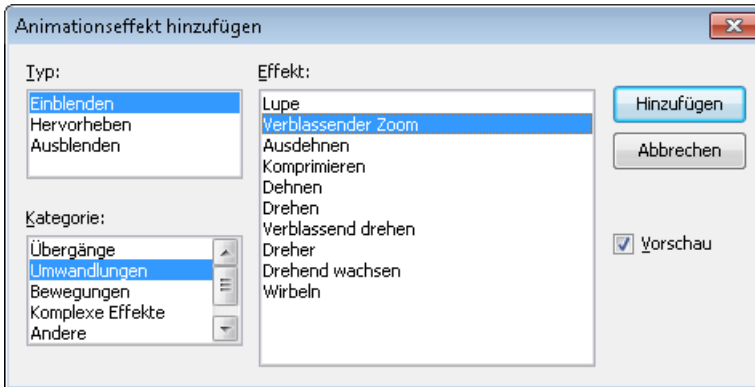 Animationseffekt hinzufügen
Typ:
Einblenden
Hervorheben
Ausblenden
Kategorie:
Übergänge
Umwandlungen
Bewegungen
Komplexe Effekte
Andere
Effekt:
Lupe
Verblassender Zoom
Ausdehnen
Komprimieren
Dehnen
Drehen
Verblassend drehen
Dreher
Drehend wachsen
Wirbeln
Hinzufügen
Abbrechen
Vorschau